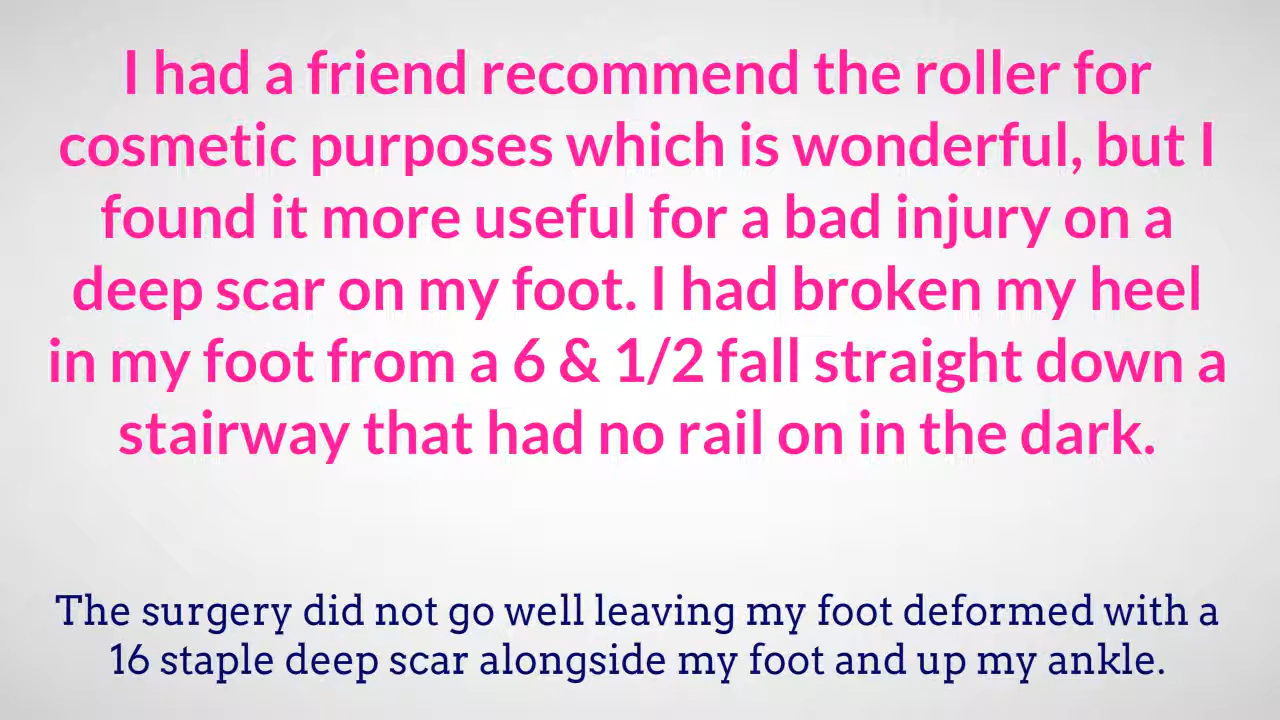 I had a friend recommend the roller for
cosmetic purposes which is wonderful, but I
found it more useful for a bad injury on a
deep scar on my foot. I had broken my heel
in my foot from a 6 & 1/2 fall straight down a
stairway that had no rail on in the dark.
The surgery did not go well leaving my foot deformed with a
16 staple deep scar alongside my foot and up my ankle.